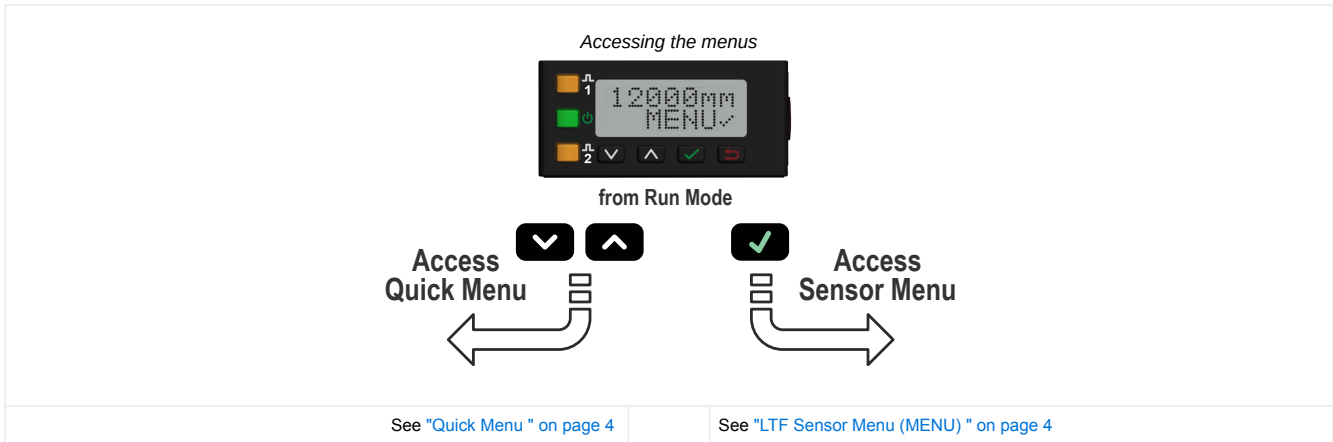 Accessing the menus
1
12000mm
MENU✓
2
from Run Mode
Access
Quick Menu
Access
Sensor Menu
See "Quick Menu " on page 4
See "LTF Sensor Menu (MENU) " on page 4